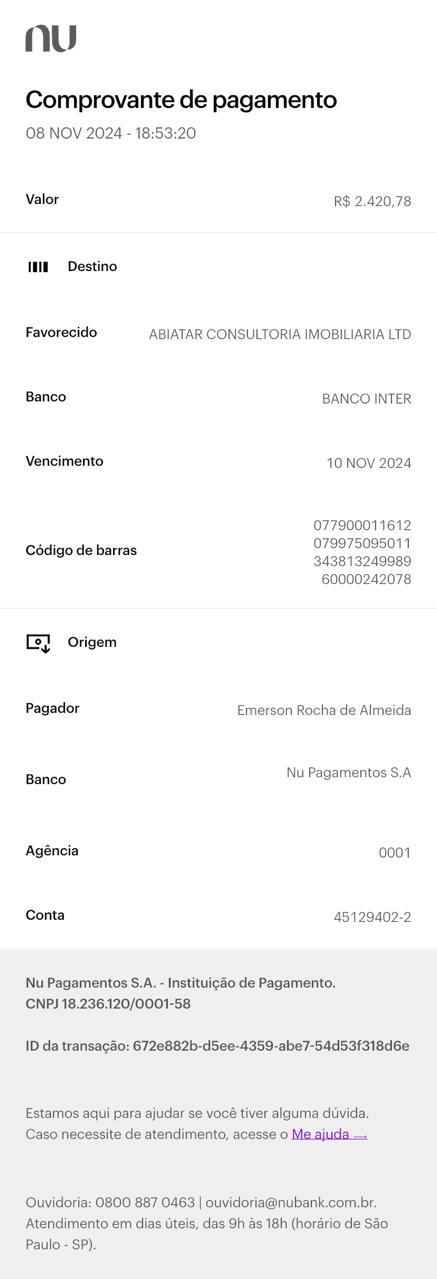 nu
Comprovante de pagamento
08 NOV 2024 - 18:53:20
Valor R$ 2.420,78
Destino
Favorecido ABIATAR CONSULTORIA IMOBILIARIA LTD
Banco BANCO INTER
Vencimento 10 NOV 2024
077900011612
079975095011
Código de barras
343813249989
60000242078
Origem
Pagador Emerson Rocha de Almeida
Banco Nu Pagamentos S.A
Agência 0001
Conta 45129402-2
Nu Pagamentos S.A. - Instituição de Pagamento.
CNPJ 18.236.120/0001-58
ID da transação: 672e882b-d5ee-4359-abe7-54d53f318d6e
Estamos aqui para ajudar se você tiver alguma dúvida.
Caso necessite de atendimento, acesse o Me ajuda →
Ouvidoria: 0800 887 0463 | ouvidoria@nubank.com.br.
Atendimento em dias úteis, das 9h às 18h (horário de São
Paulo - SP).